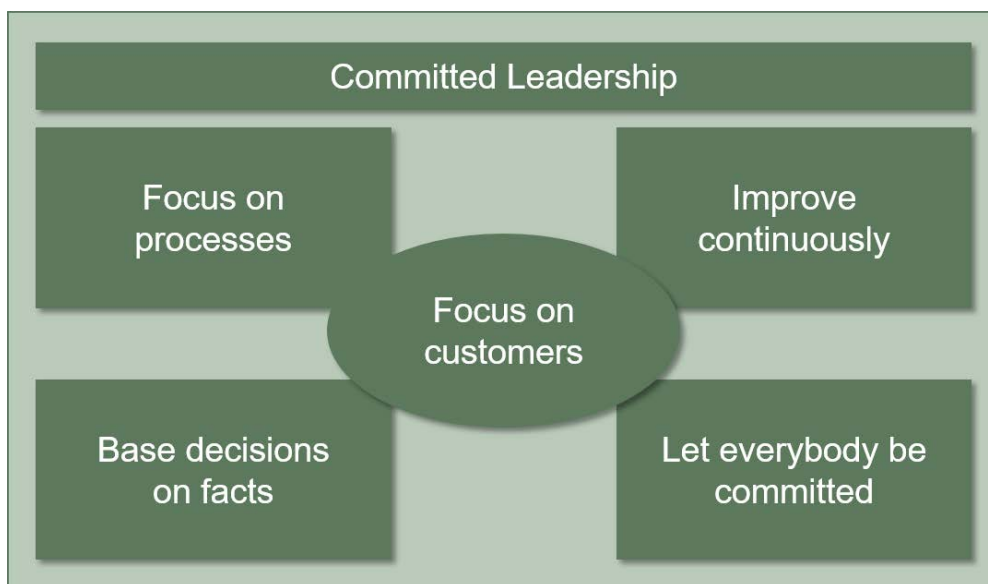 Committed Leadership
Focus on
processes
Improve
continuously
Focus on
customers
Base decisions
on facts
Let everybody be
committed